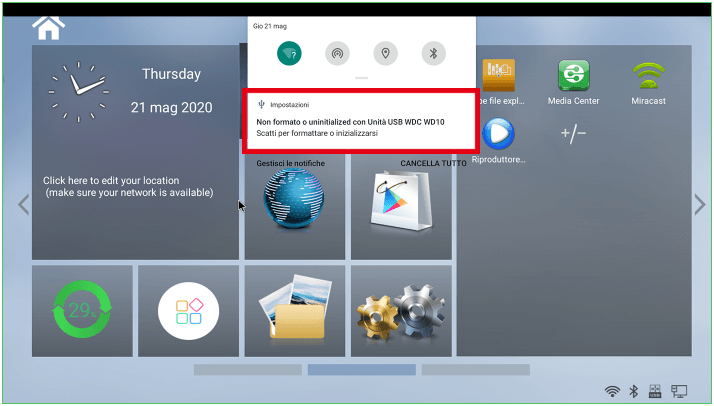 Gio 21 mag
Impostazioni
Non formato o uninitialized con Unità USB WDC WD10
Scatti per formattare o inizializzarsi
Gestisci le notifiche
CANCELLA TUTTO
Thursday
21 mag 2020
Click here to edit your location
(make sure your network is available)
pe file expl...
Media Center
Miracast
Riproduttore...
+/−
29%